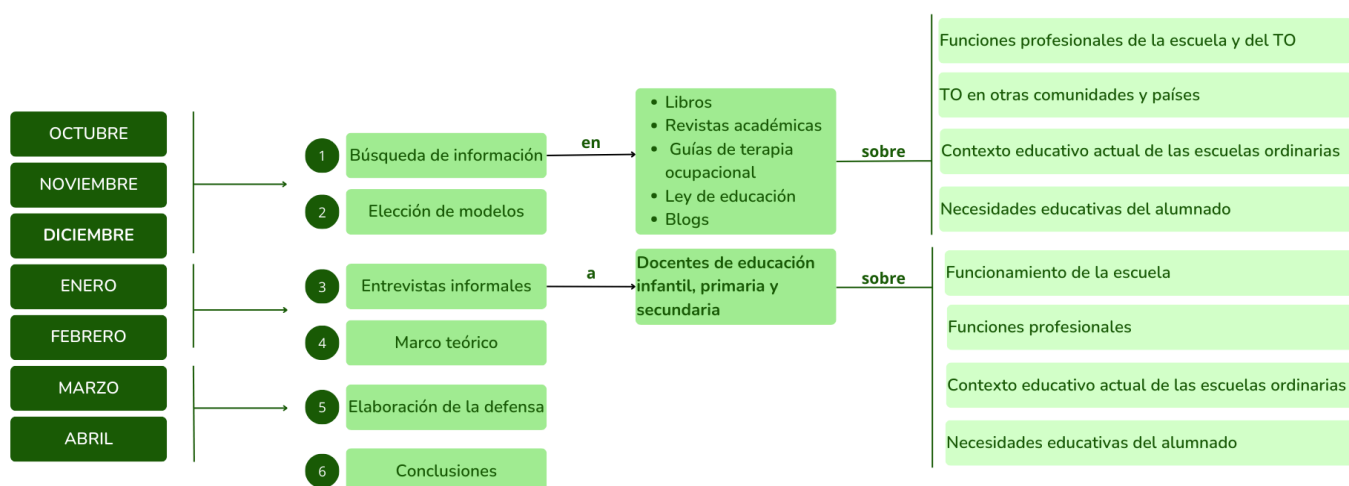 OCTUBRE
NOVIEMBRE
DICIEMBRE
ENERO
FEBRERO
MARZO
ABRIL
1
Búsqueda de información
2
Elección de modelos
3
Entrevistas informales
4
Marco teórico
5
Elaboración de la defensa
6
Conclusiones
en
• Libros
• Revistas académicas
• Guías de terapia
ocupacional
• Ley de educación
• Blogs
a
Docentes de educación
infantil, primaria y
secundaria
sobre
Funciones profesionales de la escuela y del TO
TO en otras comunidades y países
Contexto educativo actual de las escuelas ordinarias
Necesidades educativas del alumnado
sobre
Funcionamiento de la escuela
Funciones profesionales
Contexto educativo actual de las escuelas ordinarias
Necesidades educativas del alumnado